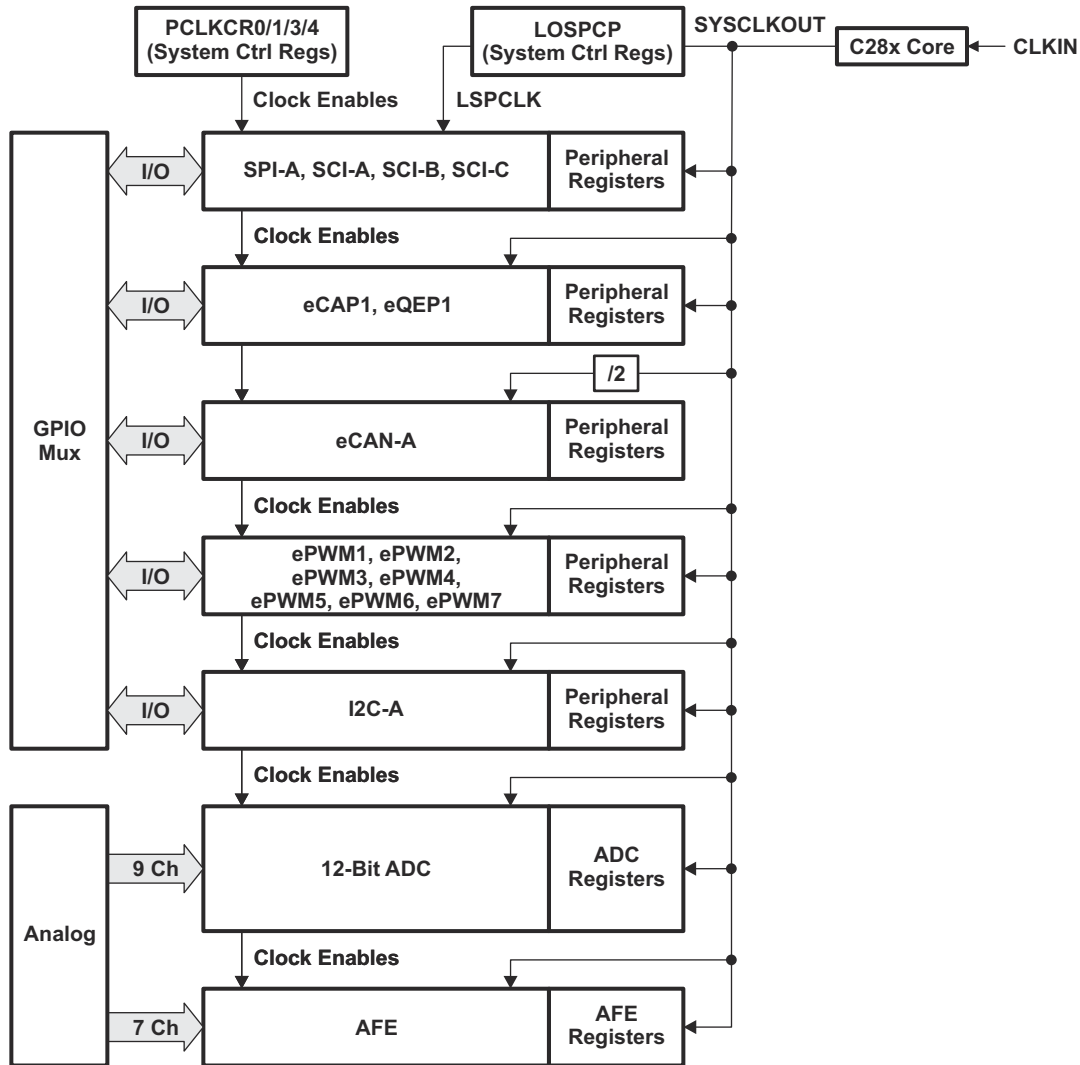 PCLKCR0/1/3/4
(System Ctrl Regs)
LOSPCP
(System Ctrl Regs)
SYSCLKOUT
C28x Core
CLKIN
Clock Enables
LSPCLK
I/O
SPI-A, SCI-A, SCI-B, SCI-C
Peripheral
Registers
Clock Enables
I/O
eCAP1, eQEP1
Peripheral
Registers
/2
GPIO
Mux
I/O
eCAN-A
Peripheral
Registers
Clock Enables
I/O
ePWM1, ePWM2,
ePWM3, ePWM4,
ePWM5, ePWM6, ePWM7
Peripheral
Registers
Clock Enables
I/O
I2C-A
Peripheral
Registers
Clock Enables
9 Ch
12-Bit ADC
ADC
Registers
Analog
Clock Enables
7 Ch
AFE
AFE
Registers